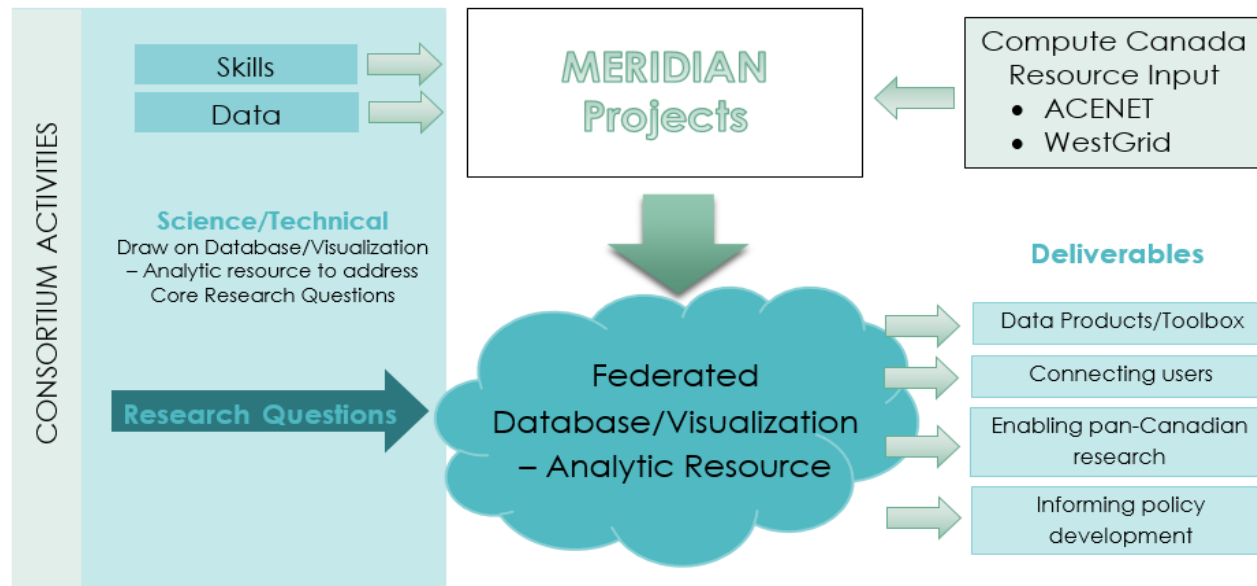 CONSORTIUM ACTIVITIES
Skills
Data
Science/Technical
Draw on Database/Visualization
– Analytic resource to address
Core Research Questions
Research Questions
MERIDIAN
Projects
Compute Canada
Resource Input
• ACENET
• WestGrid
Federated
Database/Visualization
– Analytic Resource
Deliverables
Data Products/Toolbox
Connecting users
Enabling pan-Canadian
research
Informing policy
development